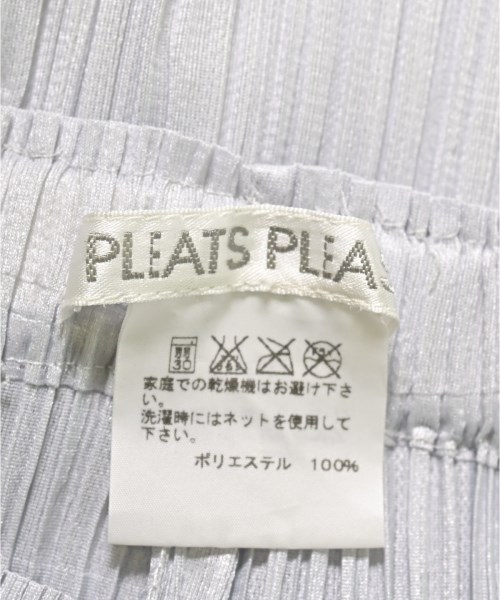 PLEATS PLEAS
30
家庭での乾燥機はお避け下さ
い。
洗濯時にはネットを使用して
下さい。
ポリエステル 100%